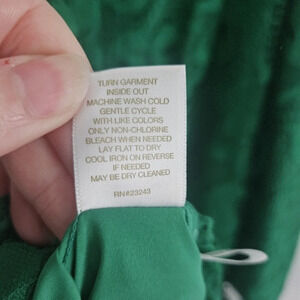 TURN GARMENT
INSIDE OUT
MACHINE WASH COLD
GENTLE CYCLE
WITH LIKE COLORS
ONLY NON-CHLORINE
BLEACH WHEN NEEDED
LAY FLAT TO DRY
COOL IRON ON REVERSE
IF NEEDED
MAY BE DRY CLEANED
RN#23243